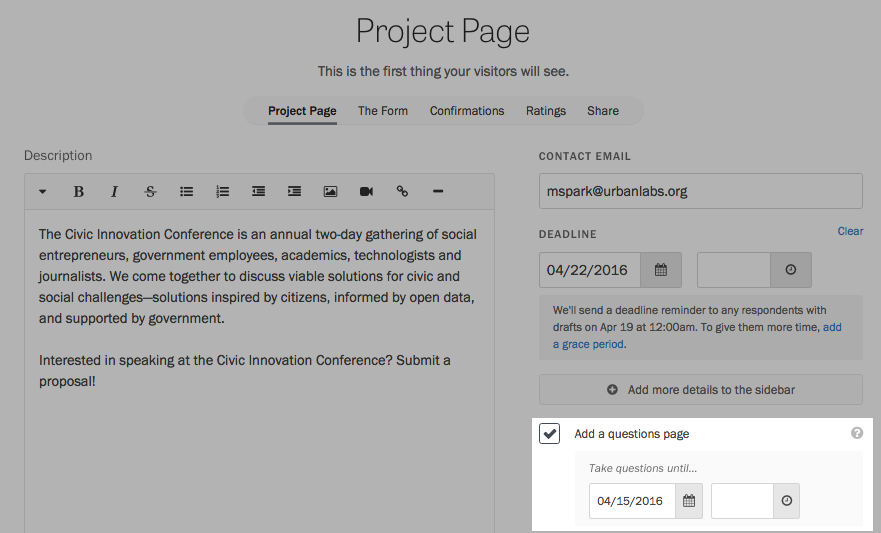 Project Page
This is the first thing your visitors will see.
Project Page The Form Confirmations Ratings Share
Description
B I S
The Civic Innovation Conference is an annual two-day gathering of social
entrepreneurs, government employees, academics, technologists and
journalists. We come together to discuss viable solutions for civic and
social challenges—solutions inspired by citizens, informed by open data,
and supported by government.
Interested in speaking at the Civic Innovation Conference? Submit a
proposal!
CONTACT EMAIL
mspark@urbanlabs.org
DEADLINE Clear
04/22/2016
We'll send a deadline reminder to any respondents with
drafts on Apr 19 at 12:00am. To give them more time, add
a grace period.
Add more details to the sidebar
Add a questions page ?
Take questions until...
04/15/2016